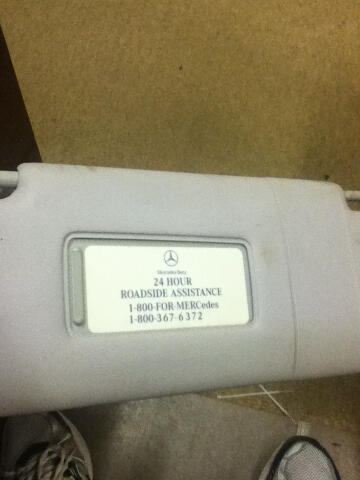 Mercedes-Benz
24 HOUR
ROADSIDE ASSISTANCE
1-800-FOR-MERCedes
1-800-367-6372